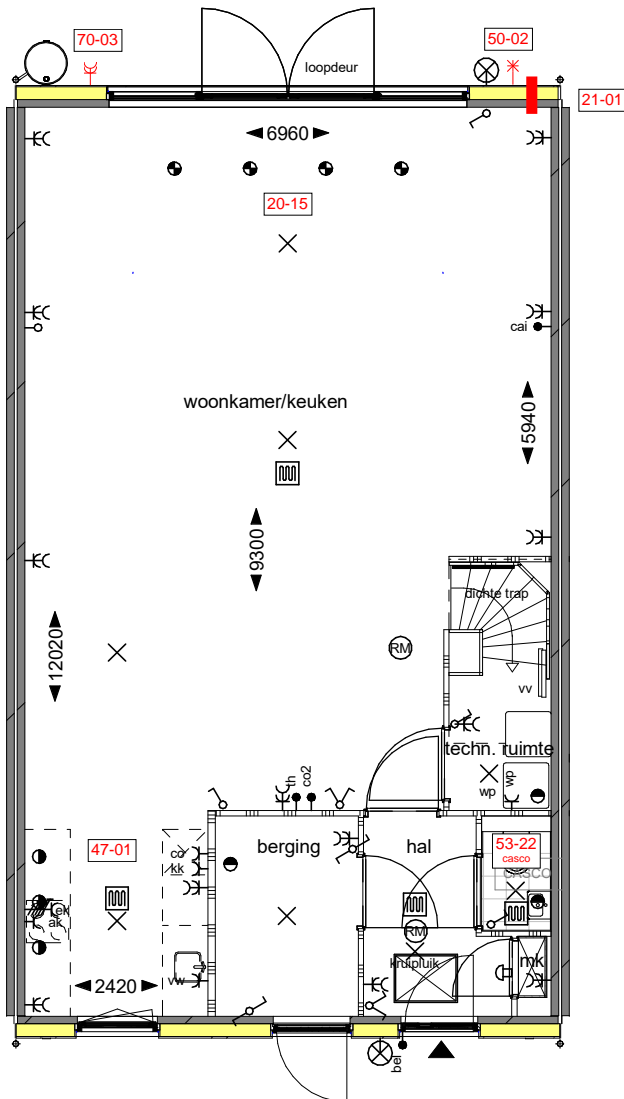 70-03
50-02
loopdeur
21-01
6960
20-15
cai
woonkamer/keuken
5940
9300
dichte trap
12020
RM
vv
techn. ruimte
wp
wp
th
co2
47-01
co
kk
berging
hal
53-22
casco
CASCO
ek
ak
RM
kruipluik
mk
vw
2420
bel